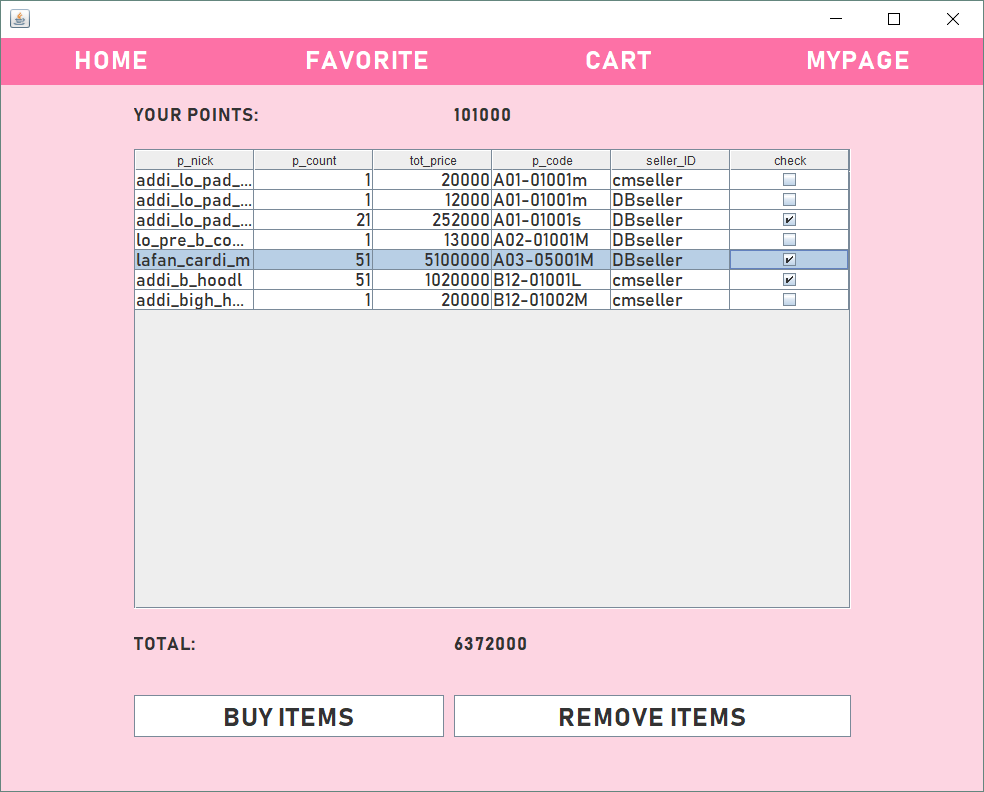 HOME FAVORITE CART MYPAGE
YOUR POINTS: 101000
p_nick p_count tot_price p_code seller_ID check
addi_lo_pad_... 1 20000 A01-01001m cmseller
addi_lo_pad_... 1 12000 A01-01001m DBseller
addi_lo_pad_... 21 252000 A01-01001s DBseller
lo_pre_b_co... 1 13000 A02-01001M DBseller
lafan_cardi_m 51 5100000 A03-05001M DBseller
addi_b_hoodl 51 1020000 B12-01001L cmseller
addi_bigh_h... 1 20000 B12-01002M cmseller
TOTAL: 6372000
BUY ITEMS REMOVE ITEMS